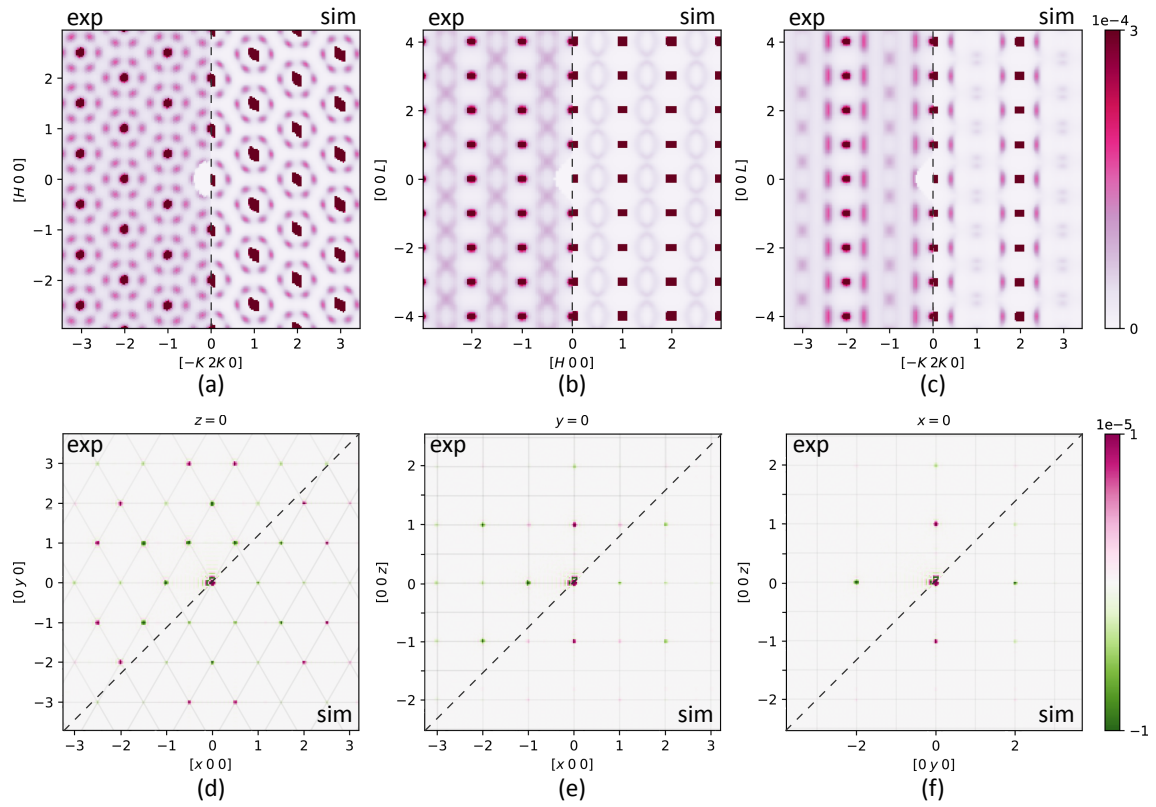 exp sim exp sim exp sim
1e−4
3
0
[H 0 0]
2
1
0
−1
−2
−3 −2 −1 0 1 2 3
[−K 2K 0]
(a)
[0 0 L]
4
2
0
−2
−4
−2 −1 0 1 2 3
[H 0 0]
(b)
[0 0 L]
4
2
0
−2
−4
−3 −2 −1 0 1 2 3
[−K 2K 0]
(c)
z = 0
exp
sim
[0 y 0]
3
2
1
0
−1
−2
−3
−3 −2 −1 0 1 2 3
[x 0 0]
(d)
y = 0
exp
sim
[0 0 z]
2
1
0
−1
−2
−3 −2 −1 0 1 2 3
[x 0 0]
(e)
x = 0
exp
sim
[0 0 z]
2
1
0
−1
−2
−2 0 2
[0 y 0]
(f)
1e−5
1
−1